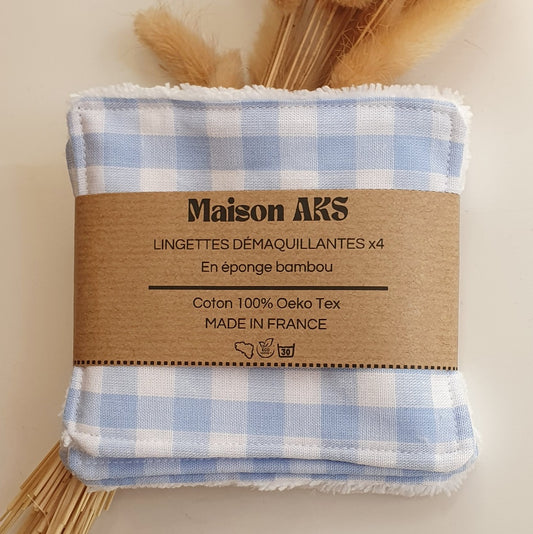 Maison AKS
LINGETTES DÉMAQUILLANTES x4
En éponge bambou
Coton 100% Oeko Tex
MADE IN FRANCE
30